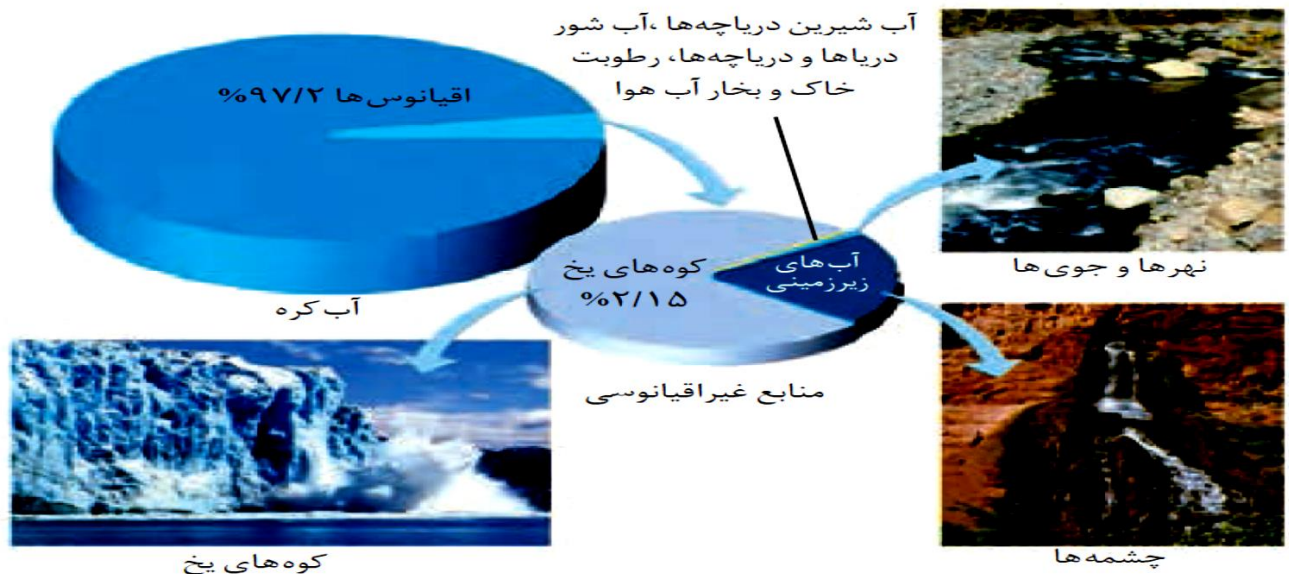 آب شیرین دریاچه‌ها ،آب شور
دریاها و دریاچه‌ها، رطوبت
خاک و بخار آب هوا
اقیانوس‌ها ۹۷/۲%
آب کره
کوه‌های یخ
۲/۱۵%
آب‌های
زیرزمینی
منابع غیراقیانوسی
نهرها و جوی‌ها
کوه‌های یخ
چشمه‌ها